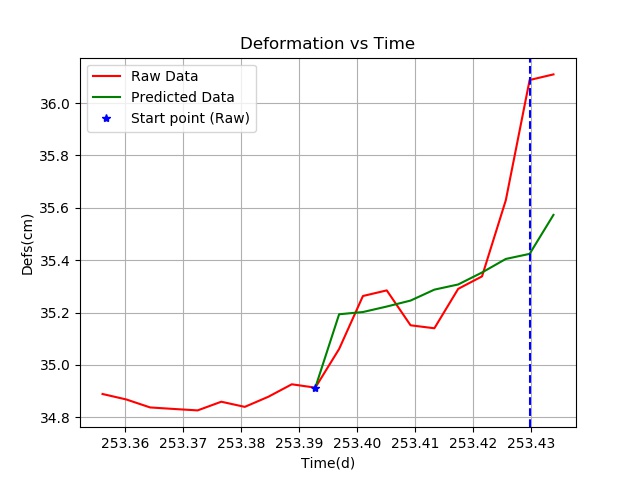 Deformation vs Time
Raw Data
Predicted Data
Start point (Raw)
36.0
35.8
35.6
35.4
35.2
35.0
34.8
Defs(cm)
253.36 253.37 253.38 253.39 253.40 253.41 253.42 253.43
Time(d)